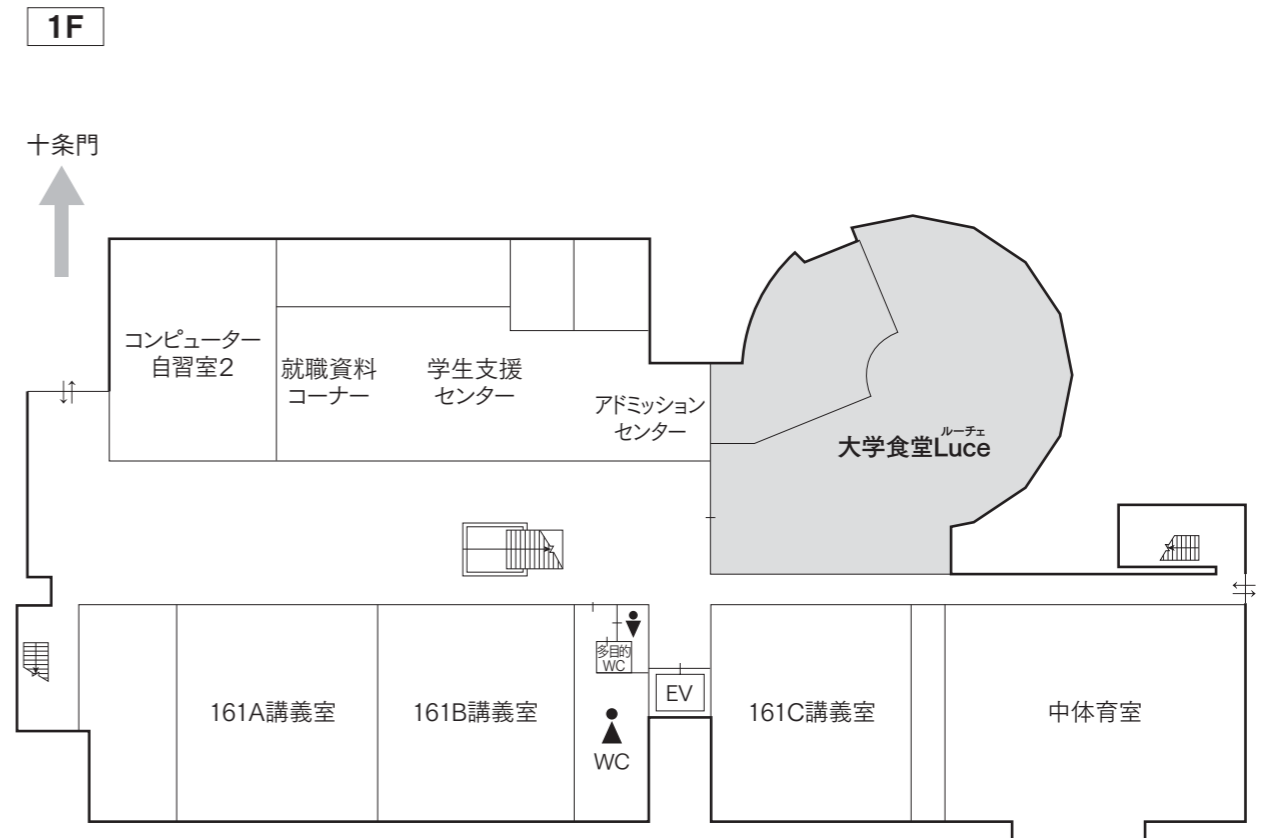 1F
十条門
コンピューター
自習室2
就職資料
コーナー
学生支援
センター
アドミッション
センター
ルーチェ
大学食堂Luce
161A講義室
161B講義室
多目的
WC
WC
EV
161C講義室
中体育室